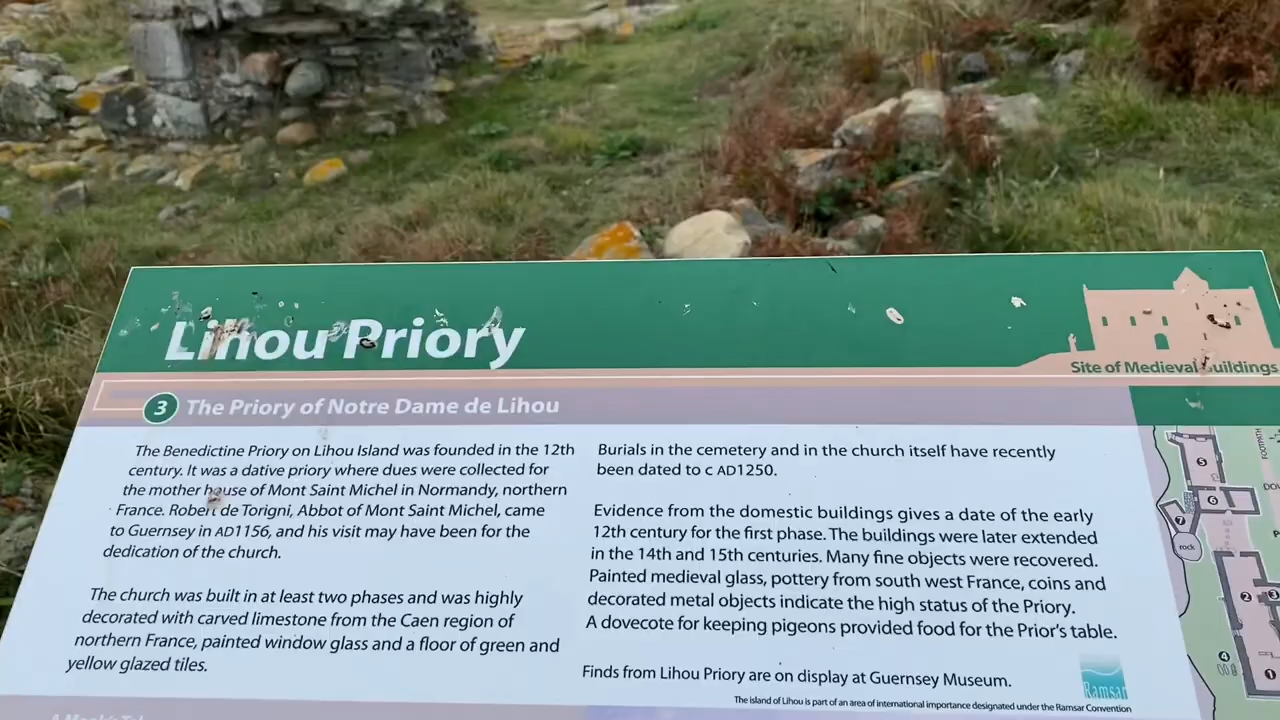 Lihou Priory
Site of Medieval Buildings
3 The Priory of Notre Dame de Lihou
The Benedictine Priory on Lihou Island was founded in the 12th
century. It was a dative priory where dues were collected for
the mother house of Mont Saint Michel in Normandy, northern
France. Robert de Torigni, Abbot of Mont Saint Michel, came
to Guernsey in AD1156, and his visit may have been for the
dedication of the church.
The church was built in at least two phases and was highly
decorated with carved limestone from the Caen region of
northern France, painted window glass and a floor of green and
yellow glazed tiles.
Burials in the cemetery and in the church itself have recently
been dated to c AD1250.
Evidence from the domestic buildings gives a date of the early
12th century for the first phase. The buildings were later extended
in the 14th and 15th centuries. Many fine objects were recovered.
Painted medieval glass, pottery from south west France, coins and
decorated metal objects indicate the high status of the Priory.
A dovecote for keeping pigeons provided food for the Prior's table.
Finds from Lihou Priory are on display at Guernsey Museum.
Ramsar
The island of Lihou is part of an area of international importance designated under the Ramsar Convention
FOOTPATH
5
6
7
rock
2
3
4
1